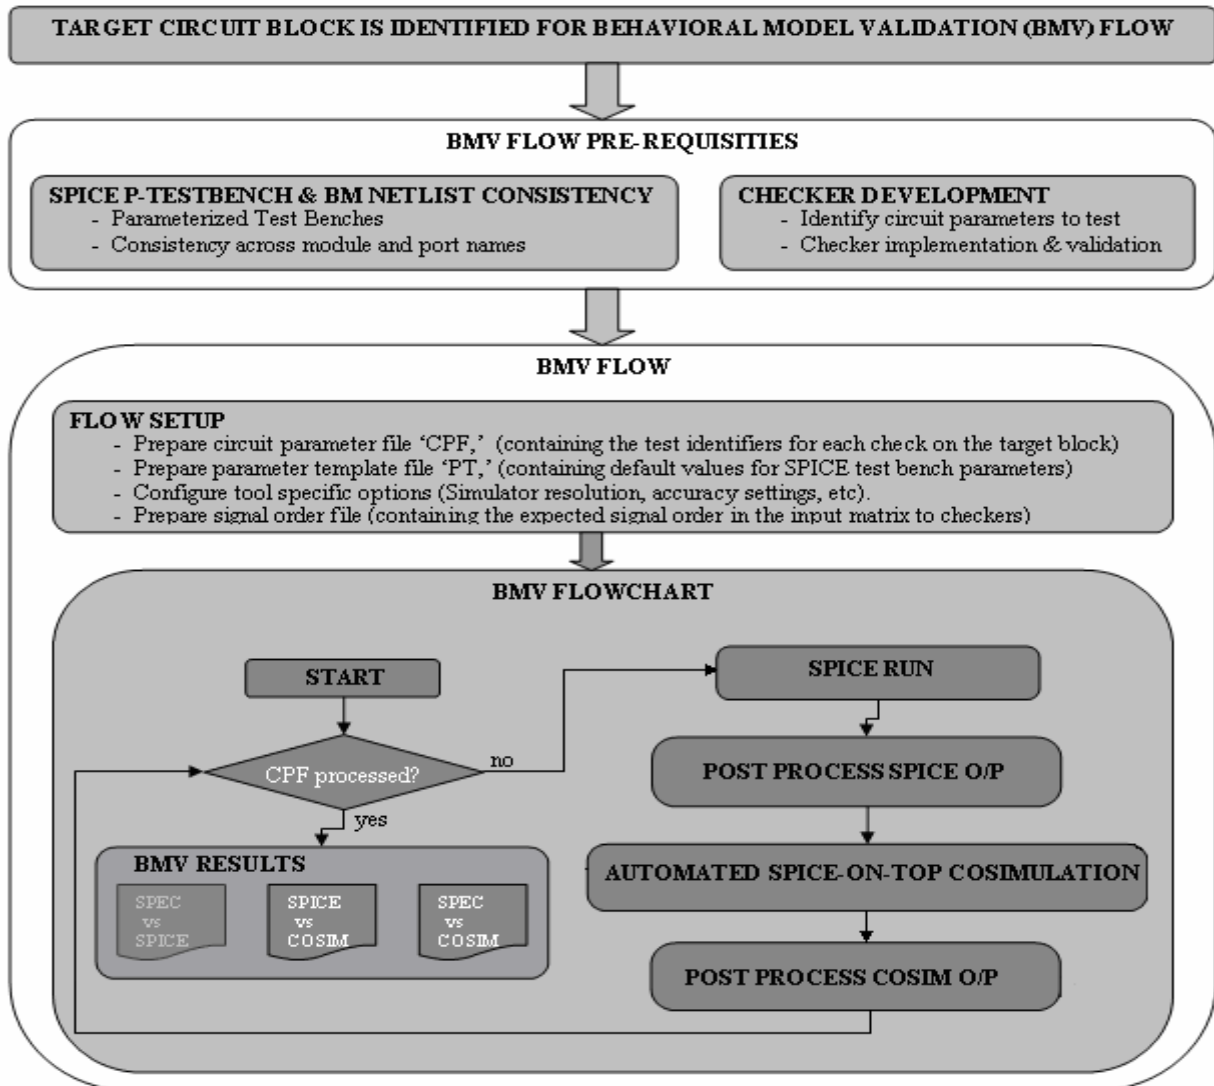 TARGET CIRCUIT BLOCK IS IDENTIFIED FOR BEHAVIORAL MODEL VALIDATION (BMV) FLOW
BMV FLOW PRE-REQUISITIES
SPICE P-TESTBENCH & BM NETLIST CONSISTENCY
- Parameterized Test Benches
- Consistency across module and port names
CHECKER DEVELOPMENT
- Identify circuit parameters to test
- Checker implementation & validation
BMV FLOW
FLOW SETUP
- Prepare circuit parameter file ‘CPF,’ (containing the test identifiers for each check on the target block)
- Prepare parameter template file ‘PT,’ (containing default values for SPICE test bench parameters)
- Configure tool specific options (Simulator resolution, accuracy settings, etc).
- Prepare signal order file (containing the expected signal order in the input matrix to checkers)
BMV FLOWCHART
START
CPF processed?
no
yes
BMV RESULTS
SPEC
vs
SPICE
SPICE
vs
COSIM
SPEC
vs
COSIM
SPICE RUN
POST PROCESS SPICE O/P
AUTOMATED SPICE-ON-TOP COSIMULATION
POST PROCESS COSIM O/P